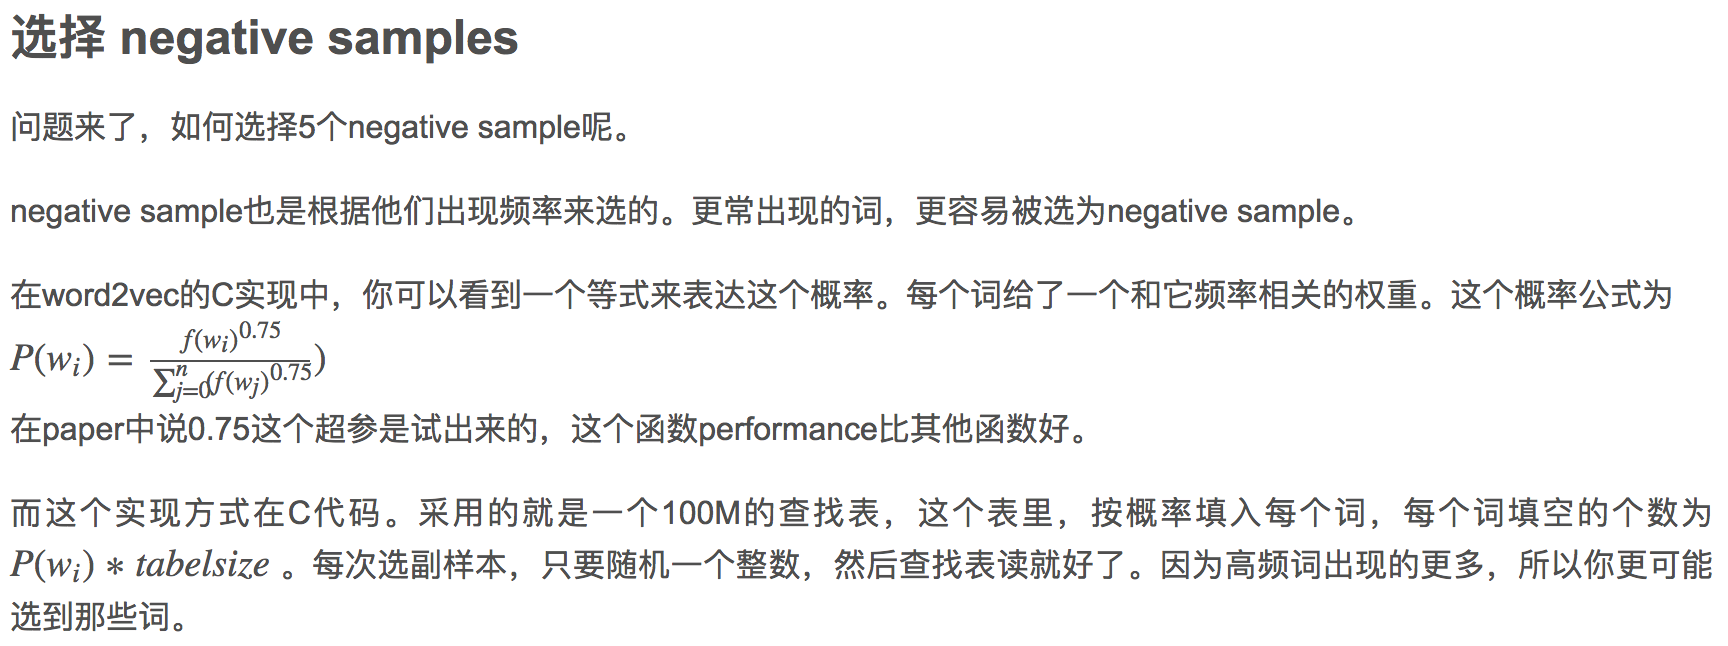 选择 negative samples
问题来了，如何选择5个negative sample呢。
negative sample也是根据他们出现频率来选的。更常出现的词，更容易被选为negative sample。
在word2vec的C实现中，你可以看到一个等式来表达这个概率。每个词给了一个和它频率相关的权重。这个概率公式为
P(w_i) = \frac{f(w_i)^{0.75}}{\sum_{j=0}^{n}(f(w_j)^{0.75}})
在paper中说0.75这个超参是试出来的，这个函数performance比其他函数好。
而这个实现方式在C代码。采用的就是一个100M的查找表，这个表里，按概率填入每个词，每个词填空的个数为
P(w_i) * tabelsize 。每次选副样本，只要随机一个整数，然后查找表读就好了。因为高频词出现的更多，所以你更可能
选到那些词。